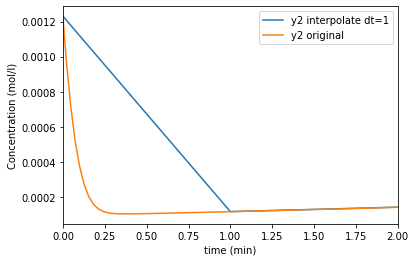 y2 interpolate dt=1
y2 original
Concentration (mol/l)
0.0012
0.0010
0.0008
0.0006
0.0004
0.0002
0.00 0.25 0.50 0.75 1.00 1.25 1.50 1.75 2.00
time (min)